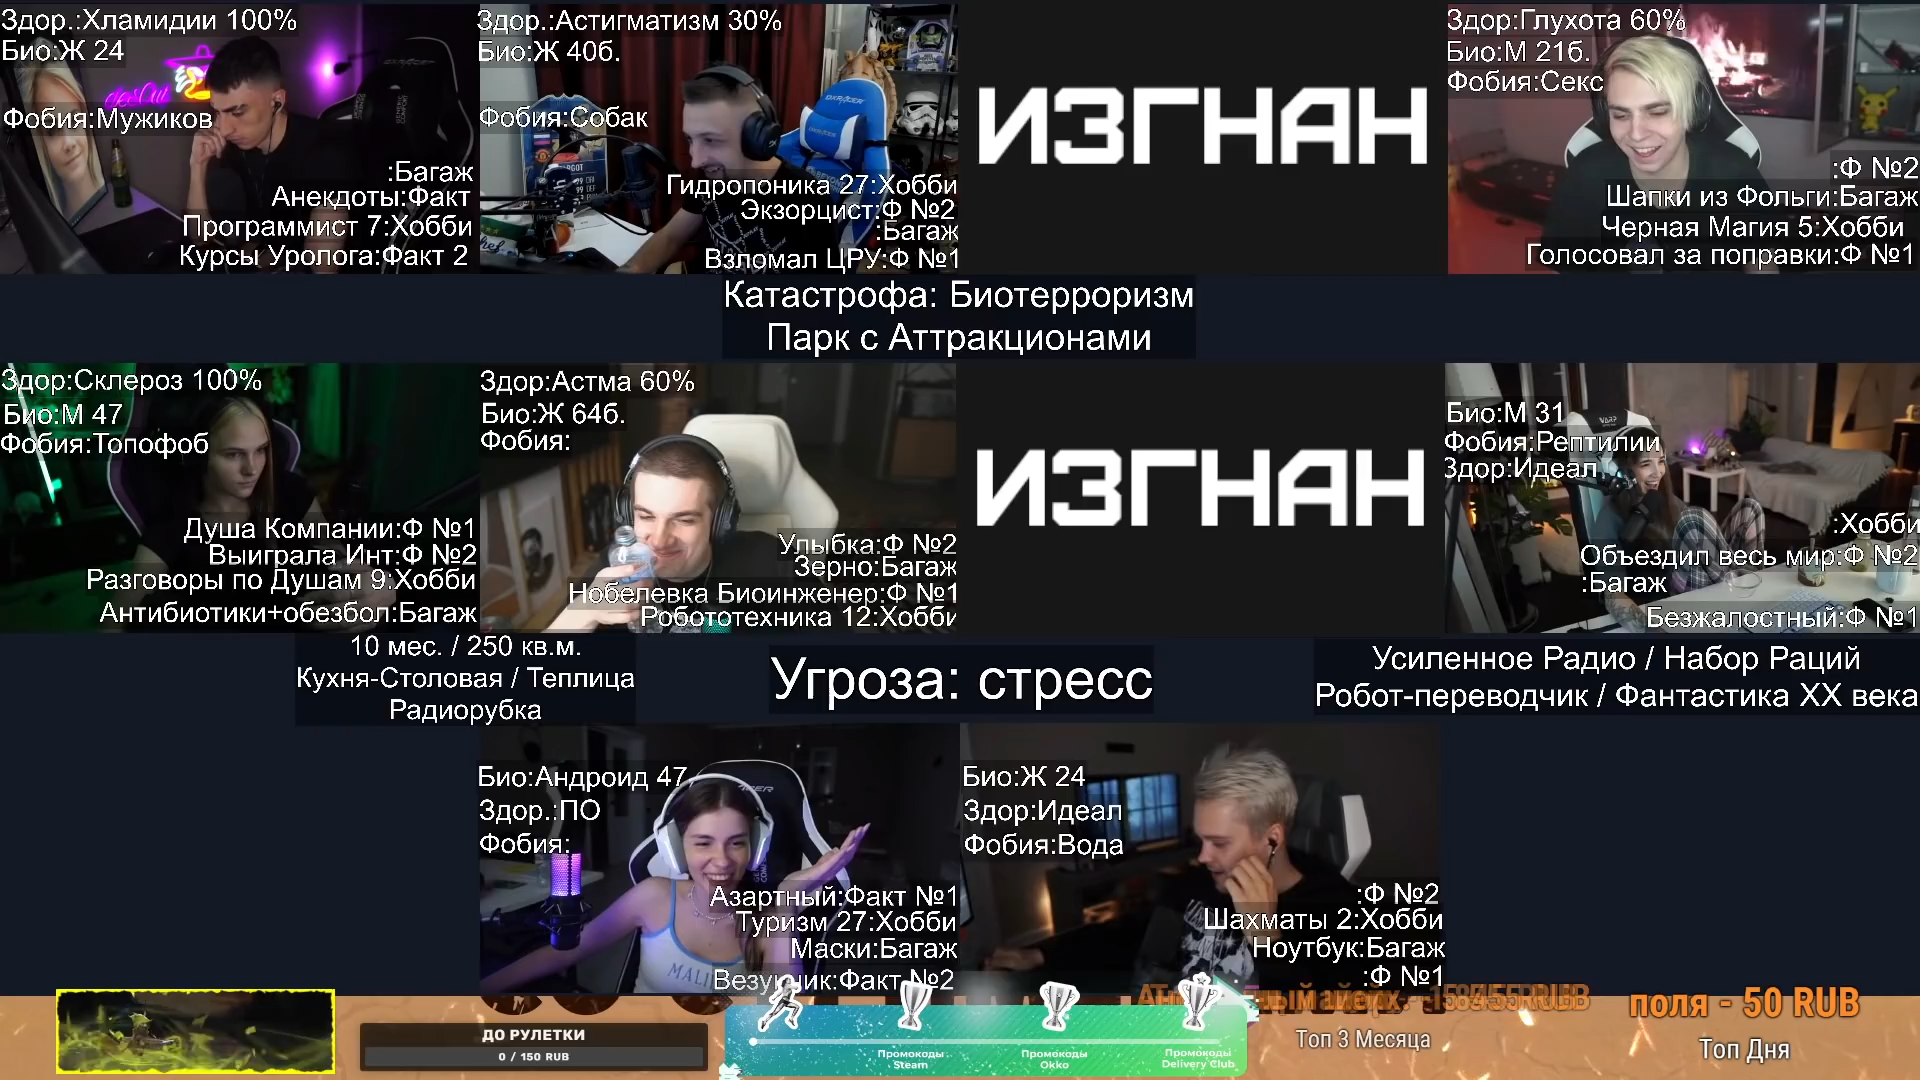 Здор.:Хламидии 100%
Био:Ж 24
Фобия:Мужиков
:Багаж
Анекдоты:Факт
Программист 7:Хобби
Курсы Уролога:Факт 2
Здор.:Астигматизм 30%
Био:Ж 40б.
Фобия:Собак
Гидропоника 27:Хобби
Экзорцист:Ф №2
:Багаж
Взломал ЦРУ:Ф №1
ИЗГНАН
Здор:Глухота 60%
Био:М 21б.
Фобия:Секс
:Ф №2
Шапки из Фольги:Багаж
Черная Магия 5:Хобби
Голосовал за поправки:Ф №1
Катастрофа: Биотерроризм
Парк с Аттракционами
Здор:Склероз 100%
Био:М 47
Фобия:Топофоб
Душа Компании:Ф №1
Выиграла Инт:Ф №2
Разговоры по Душам 9:Хобби
Антибиотики+обезбол:Багаж
Здор:Астма 60%
Био:Ж 64б.
Фобия:
Улыбка:Ф №2
Зерно:Багаж
Нобелевка Биоинженер:Ф №1
Робототехника 12:Хобби
ИЗГНАН
Био:М 31
Фобия:Рептилии
Здор:Идеал
:Хобби
Объездил весь мир:Ф №2
:Багаж
Безжалостный:Ф №1
10 мес. / 250 кв.м.
Кухня-Столовая / Теплица
Радиорубка
Угроза: стресс
Усиленное Радио / Набор Раций
Робот-переводчик / Фантастика XX века
Био:Андроид 47
Здор.:ПО
Фобия:
Азартный:Факт №1
Туризм 27:Хобби
Маски:Багаж
Везунчик:Факт №2
Био:Ж 24
Здор:Идеал
Фобия:Вода
:Ф №2
Шахматы 2:Хобби
Ноутбук:Багаж
:Ф №1
ДО РУЛЕТКИ
0 / 150 RUB
Промокоды
Steam
Промокоды
Okko
Промокоды
Delivery Club
Топ 3 Месяца
поля - 50 RUB
Топ Дня